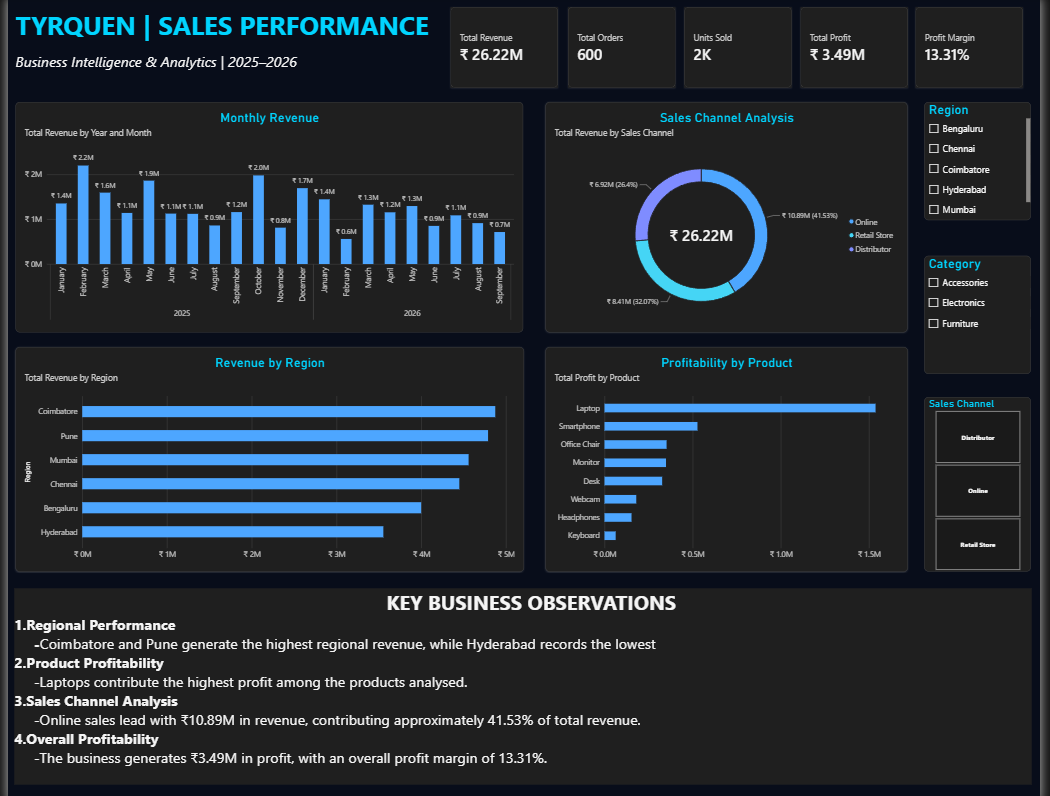 TYRQUEN | SALES PERFORMANCE
Business Intelligence & Analytics | 2025–2026
Total Revenue
₹ 26.22M
Total Orders
600
Units Sold
2K
Total Profit
₹ 3.49M
Profit Margin
13.31%
Monthly Revenue
Total Revenue by Year and Month
₹ 2M
₹ 1M
₹ 0M
₹ 1.4M
₹ 2.2M
₹ 1.6M
₹ 1.1M
₹ 1.9M
₹ 1.1M
₹ 1.1M
₹ 0.9M
₹ 1.2M
₹ 2.0M
₹ 0.8M
₹ 1.7M
₹ 1.4M
₹ 0.6M
₹ 1.3M
₹ 1.2M
₹ 1.3M
₹ 0.9M
₹ 1.1M
₹ 0.9M
₹ 0.7M
January
February
March
April
May
June
July
August
September
October
November
December
January
February
March
April
May
June
July
August
September
2025
2026
Sales Channel Analysis
Total Revenue by Sales Channel
₹ 6.92M (26.4%)
₹ 10.89M (41.53%)
₹ 8.41M (32.07%)
₹ 26.22M
Online
Retail Store
Distributor
Region
Bengaluru
Chennai
Coimbatore
Hyderabad
Mumbai
Category
Accessories
Electronics
Furniture
Revenue by Region
Total Revenue by Region
Region
Coimbatore
Pune
Mumbai
Chennai
Bengaluru
Hyderabad
₹ 0M
₹ 1M
₹ 2M
₹ 3M
₹ 4M
₹ 5M
Profitability by Product
Total Profit by Product
Laptop
Smartphone
Office Chair
Monitor
Desk
Webcam
Headphones
Keyboard
₹ 0.0M
₹ 0.5M
₹ 1.0M
₹ 1.5M
Sales Channel
Distributor
Online
Retail Store
KEY BUSINESS OBSERVATIONS
1.Regional Performance
-Coimbatore and Pune generate the highest regional revenue, while Hyderabad records the lowest
2.Product Profitability
-Laptops contribute the highest profit among the products analysed.
3.Sales Channel Analysis
-Online sales lead with ₹10.89M in revenue, contributing approximately 41.53% of total revenue.
4.Overall Profitability
-The business generates ₹3.49M in profit, with an overall profit margin of 13.31%.